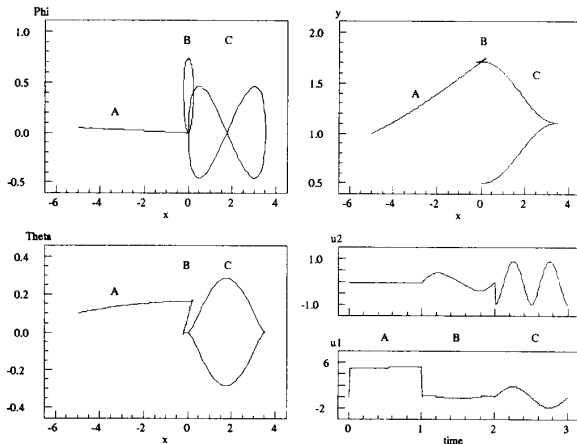 Phi
1.0
B C
0.5
A
0.0
-0.5
-6 -4 -2 0 2 4
x
y
B
2.0
C
A
1.5
1.0
0.5
-6 -4 -2 0 2 4
x
Theta
0.4
B C
A
0.2
0.0
-0.2
-0.4
-6 -4 -2 0 2 4
x
u2
1.0
-1.0
A B C
u1
6
-2
0 1 2 3
time